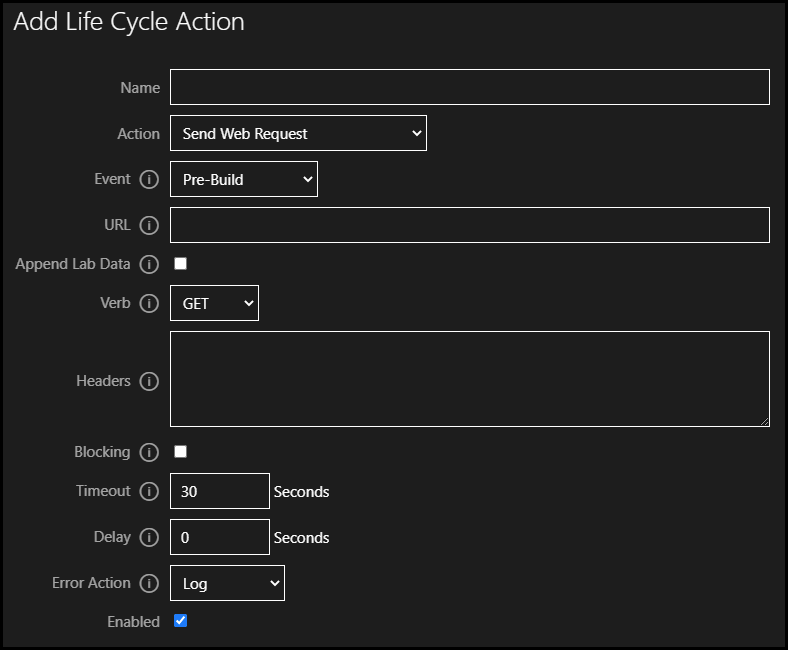 Add Life Cycle Action
Name
Action Send Web Request
Event Pre-Build
URL
Append Lab Data
Verb GET
Headers
Blocking
Timeout 30 Seconds
Delay 0 Seconds
Error Action Log
Enabled